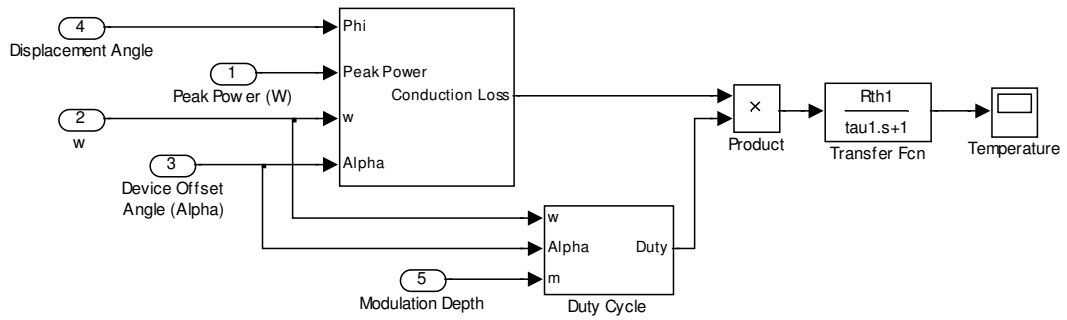 4
Displacement Angle
1
Peak Power (W)
2
w
3
Device Offset
Angle (Alpha)
Phi
Peak Power
w
Alpha
Conduction Loss
5
Modulation Depth
w
Alpha
m
Duty
Duty Cycle
×
Product
Rth1
tau1.s+1
Transfer Fcn
Temperature